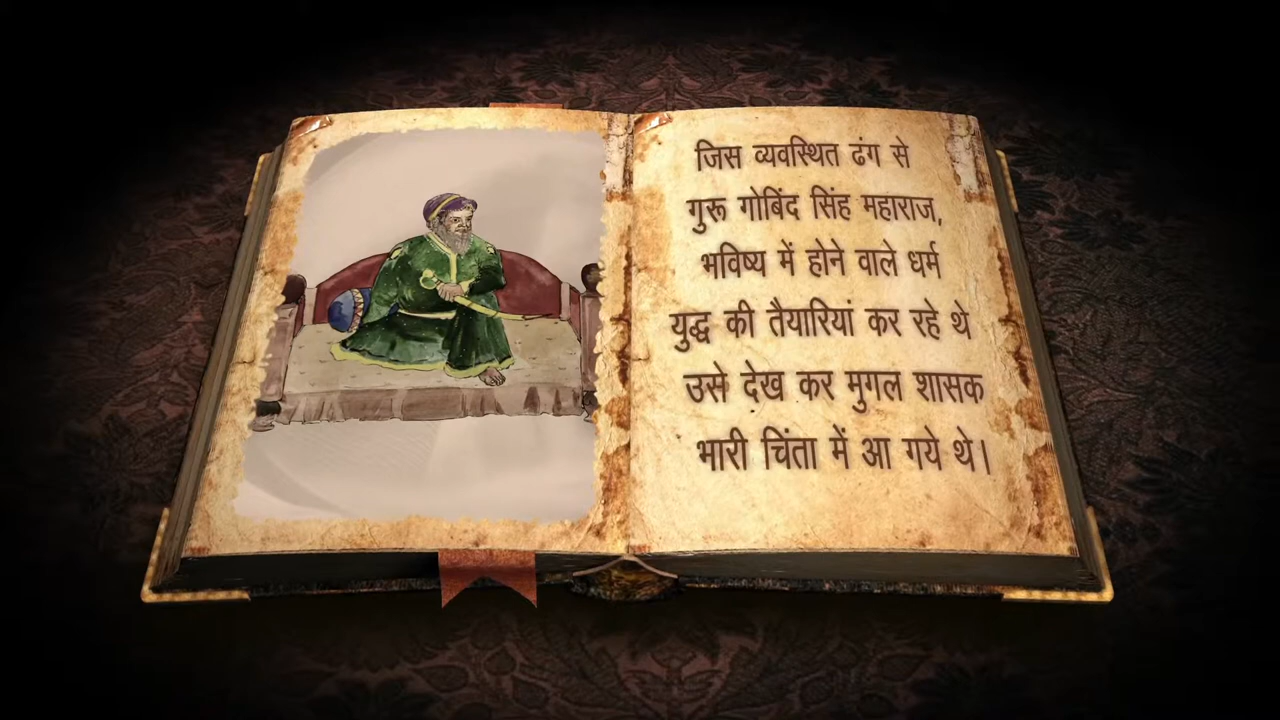 जिस व्यवस्थित ढंग से
गुरू गोबिंद सिंह महाराज,
भविष्य में होने वाले धर्म
युद्ध की तैयारियां कर रहे थे
उसे देख कर मुगल शासक
भारी चिंता में आ गये थे।